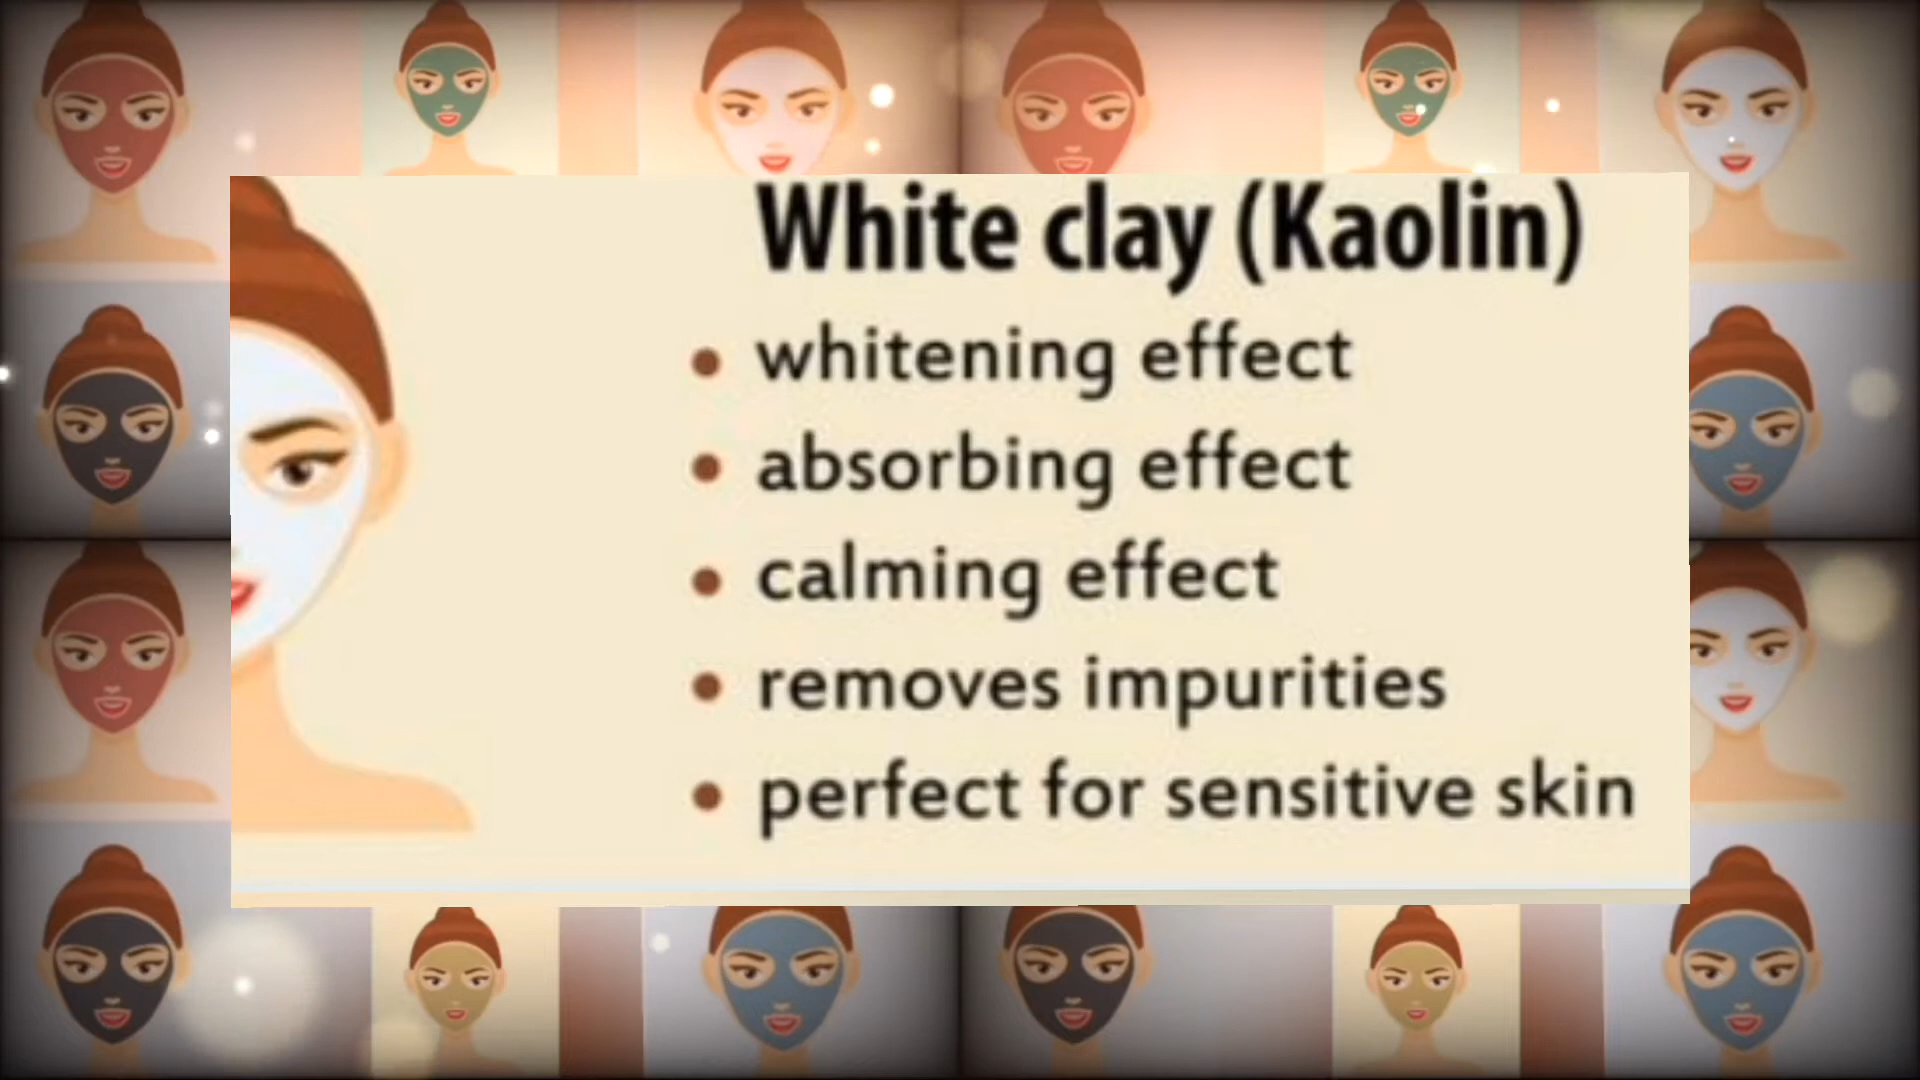 White clay (Kaolin)
• whitening effect
• absorbing effect
• calming effect
• removes impurities
• perfect for sensitive skin